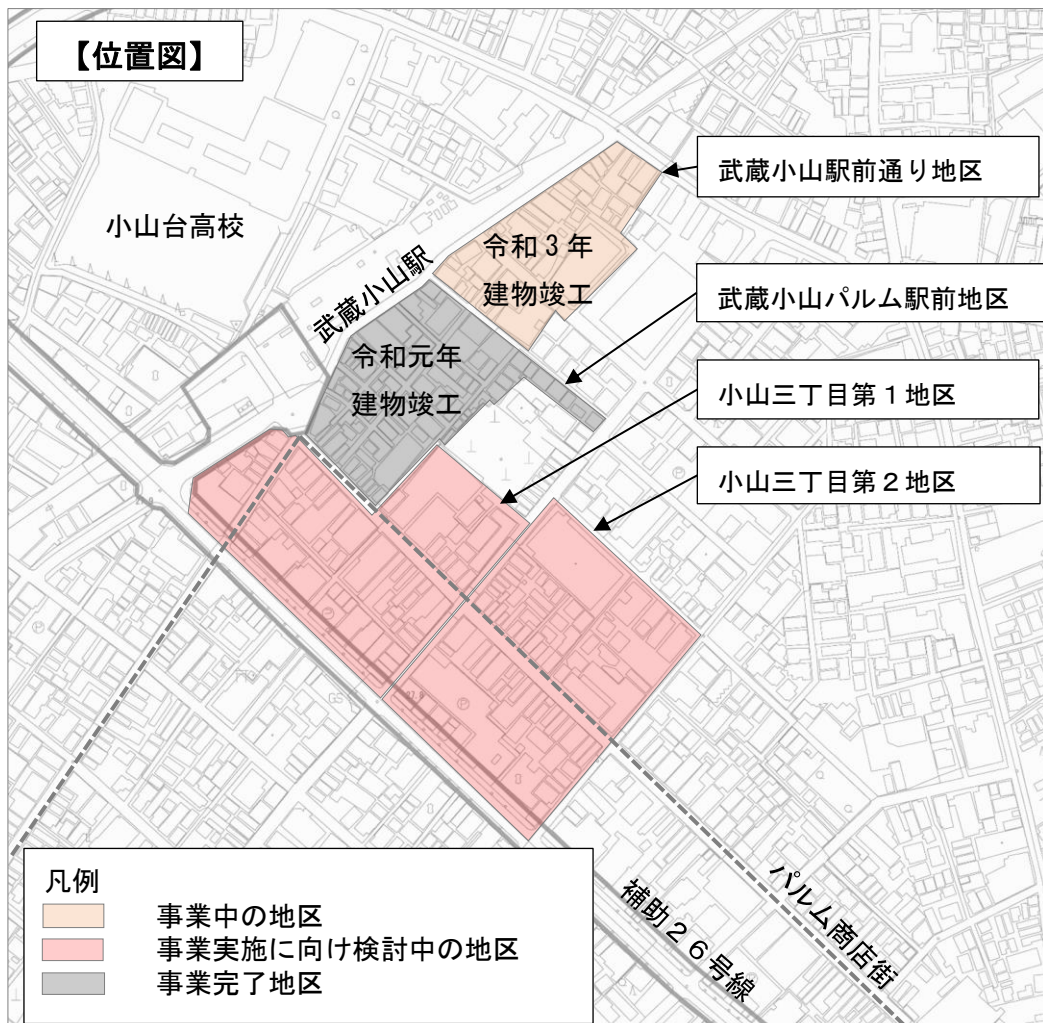 【位置図】
小山台高校
武蔵小山駅
令和３年
建物竣工
令和元年
建物竣工
武蔵小山駅前通り地区
武蔵小山パルム駅前地区
小山三丁目第１地区
小山三丁目第２地区
パルム商店街
補助２６号線
凡例
事業中の地区
事業実施に向け検討中の地区
事業完了地区